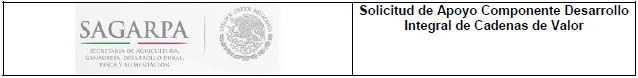 SAGARPA
SECRETARÍA DE AGRICULTURA,
GANADERÍA, DESARROLLO RURAL,
PESCA Y ALIMENTACIÓN
Solicitud de Apoyo Componente Desarrollo
Integral de Cadenas de Valor